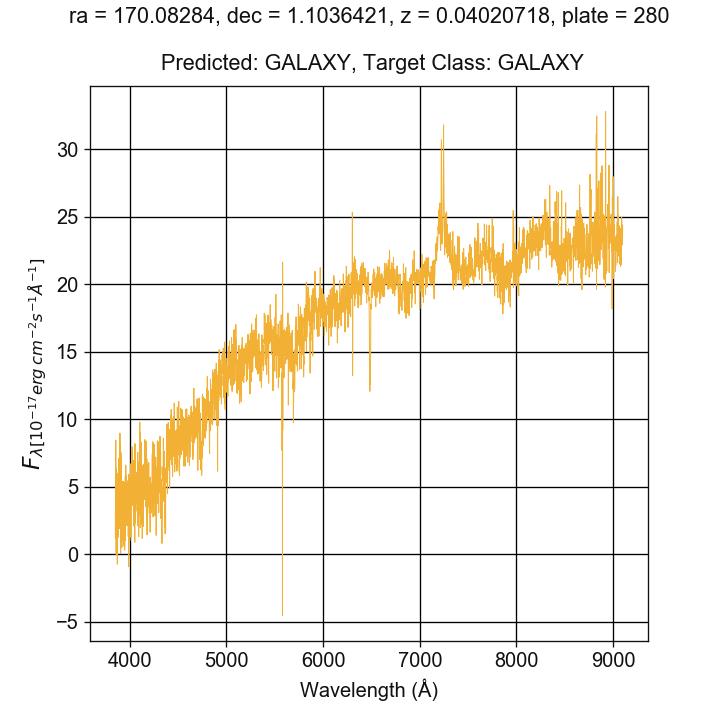 ra = 170.08284, dec = 1.1036421, z = 0.04020718, plate = 280
Predicted: GALAXY, Target Class: GALAXY
30
25
20
15
10
5
0
−5
F_{λ[10^{−17} erg cm^{−2}s^{−1}Å^{−1}]}
4000 5000 6000 7000 8000 9000
Wavelength (Å)